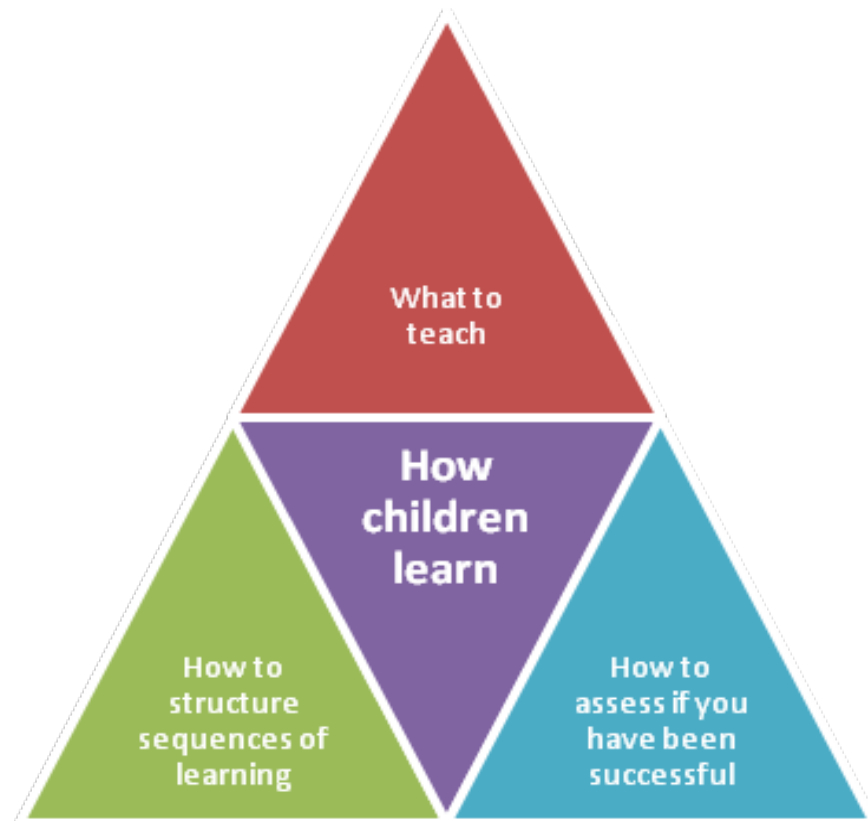 What to
teach
How
children
learn
How to
structure
sequences of
learning
How to
assess if you
have been
successful